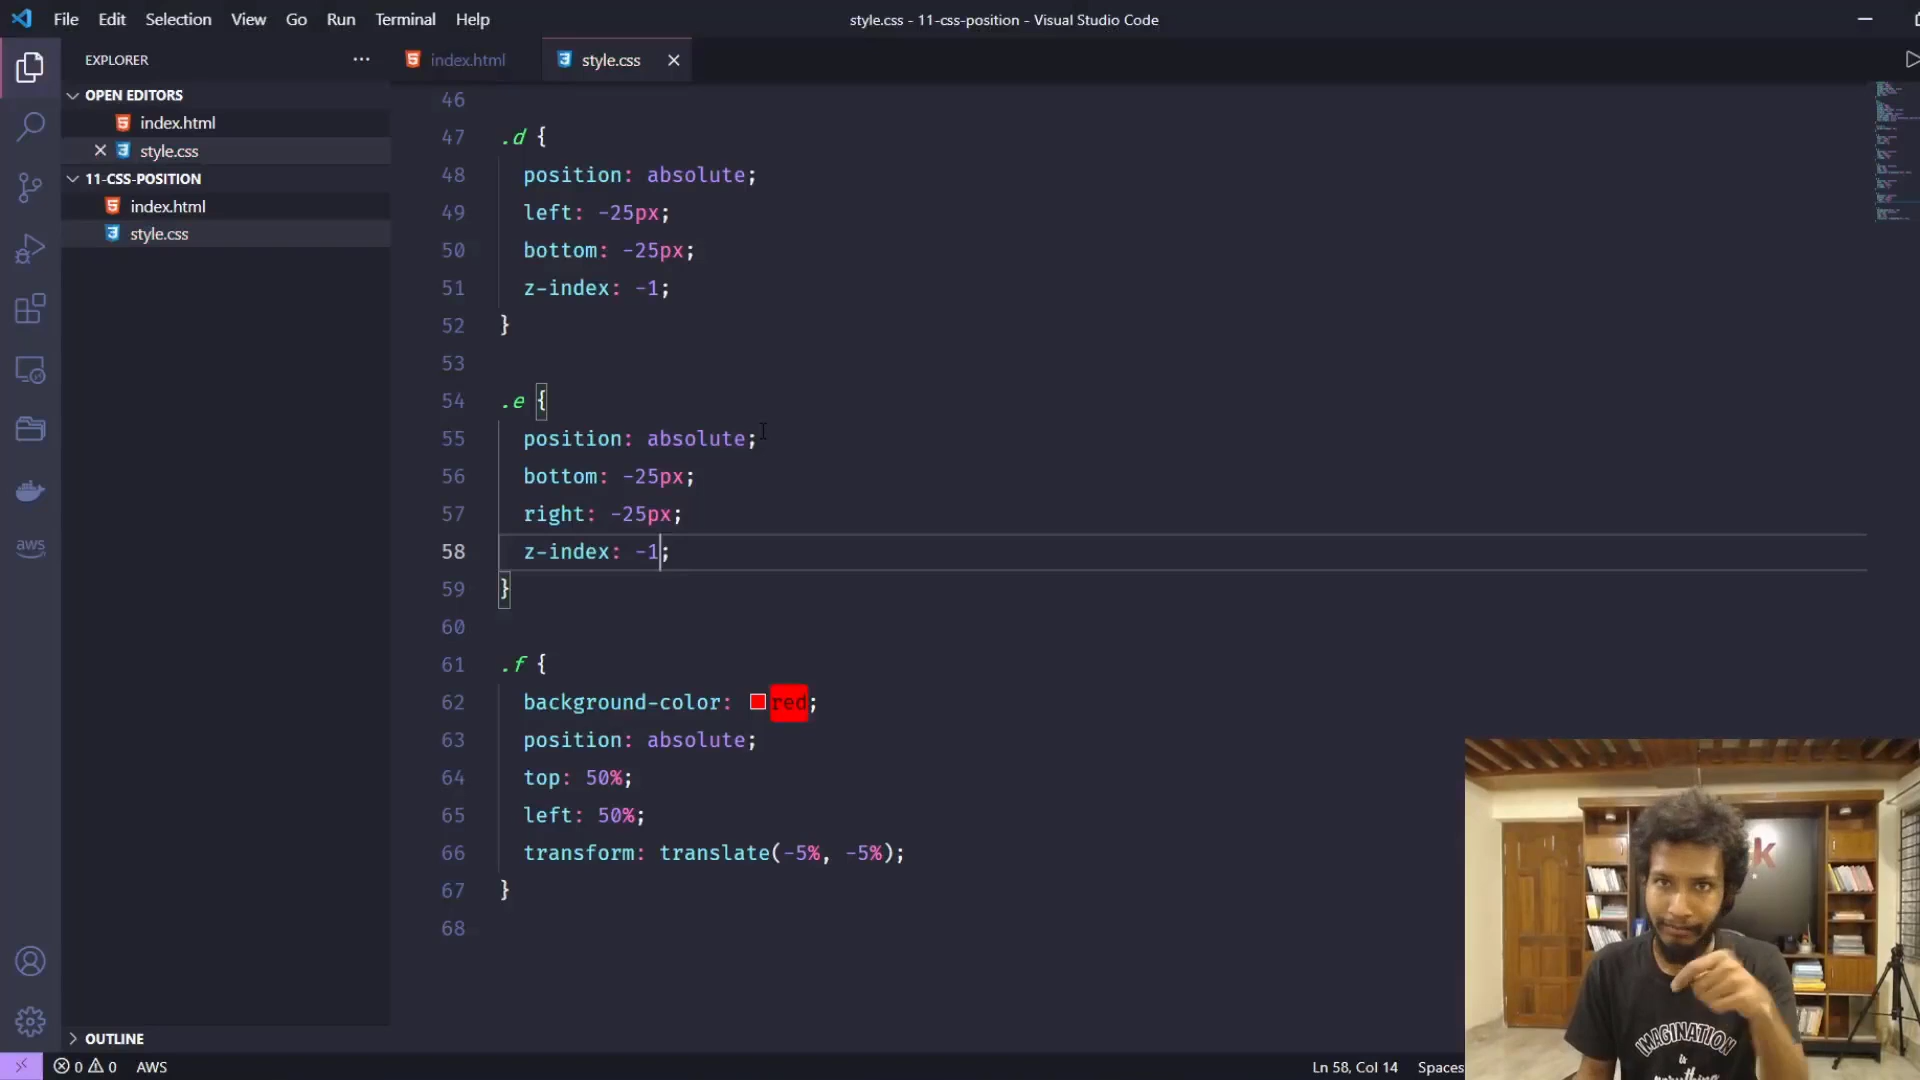 File Edit Selection View Go Run Terminal Help
style.css - 11-css-position - Visual Studio Code
EXPLORER
index.html
style.css
OPEN EDITORS
index.html
style.css
11-CSS-POSITION
index.html
style.css
46
47 .d {
48 position: absolute;
49 left: -25px;
50 bottom: -25px;
51 z-index: -1;
52 }
53
54 .e {
55 position: absolute;
56 bottom: -25px;
57 right: -25px;
58 z-index: -1;
59 }
60
61 .f {
62 background-color: red;
63 position: absolute;
64 top: 50%;
65 left: 50%;
66 transform: translate(-5%, -5%);
67 }
68
aws
OUTLINE
0 0 AWS
Ln 58, Col 14 Spaces
k
IMAGINATION
is
everything